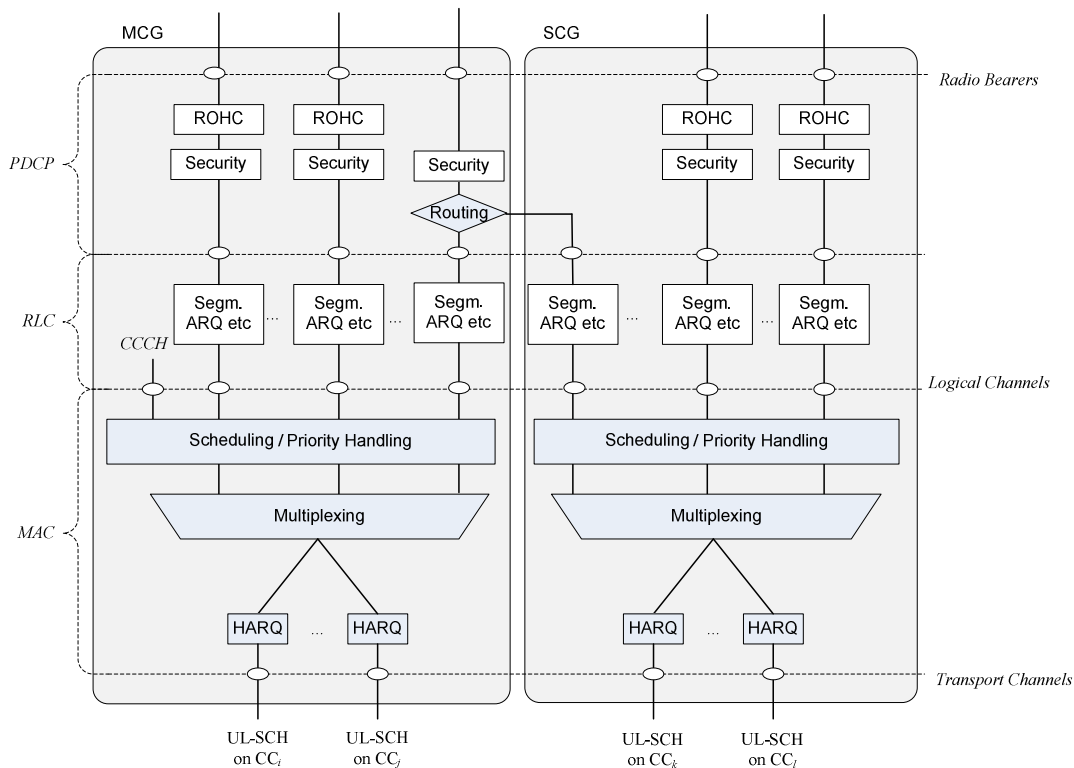 MCG
SCG
Radio Bearers
ROHC
ROHC
ROHC
ROHC
PDCP
Security
Security
Security
Security
Security
Routing
RLC
Segm.
ARQ etc
...
Segm.
ARQ etc
...
Segm.
ARQ etc
Segm.
ARQ etc
...
Segm.
ARQ etc
...
Segm.
ARQ etc
CCCH
Logical Channels
Scheduling / Priority Handling
Scheduling / Priority Handling
MAC
Multiplexing
Multiplexing
HARQ
...
HARQ
HARQ
...
HARQ
Transport Channels
UL-SCH
on CCi
UL-SCH
on CCj
UL-SCH
on CCk
UL-SCH
on CCl